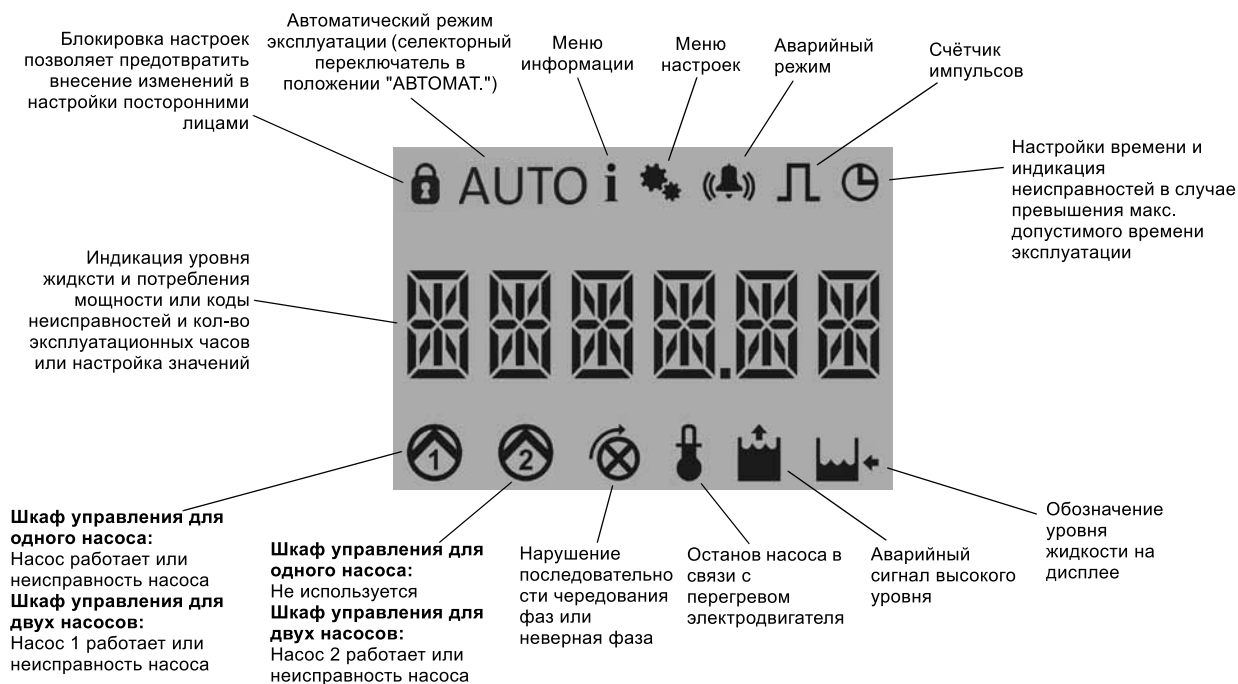 Блокировка настроек
позволяет предотвратить
внесение изменений в
настройки посторонними
лицами
Автоматический режим
эксплуатации (селекторный
переключатель в
положении "АВТОМАТ.")
Меню
информации
Меню
настроек
Аварийный
режим
Счётчик
импульсов
Настройки времени и
индикация
неисправностей в случае
превышения макс.
допустимого времени
эксплуатации
AUTO i
Индикация уровня
жидксти и потребления
мощности или коды
неисправностей и кол-во
эксплуатационных часов
или настройка значений
1
2
Шкаф управления для
одного насоса:
Насос работает или
неисправность насоса
Шкаф управления для
двух насосов:
Насос 1 работает или
неисправность насоса
Шкаф управления для
одного насоса:
Не используется
Шкаф управления для
двух насосов:
Насос 2 работает или
неисправность насоса
Нарушение
последовательно
сти чередования
фаз или
неверная фаза
Останов насоса в
связи с
перегревом
электродвигателя
Аварийный
сигнал высокого
уровня
Обозначение
уровня
жидкости на
дисплее